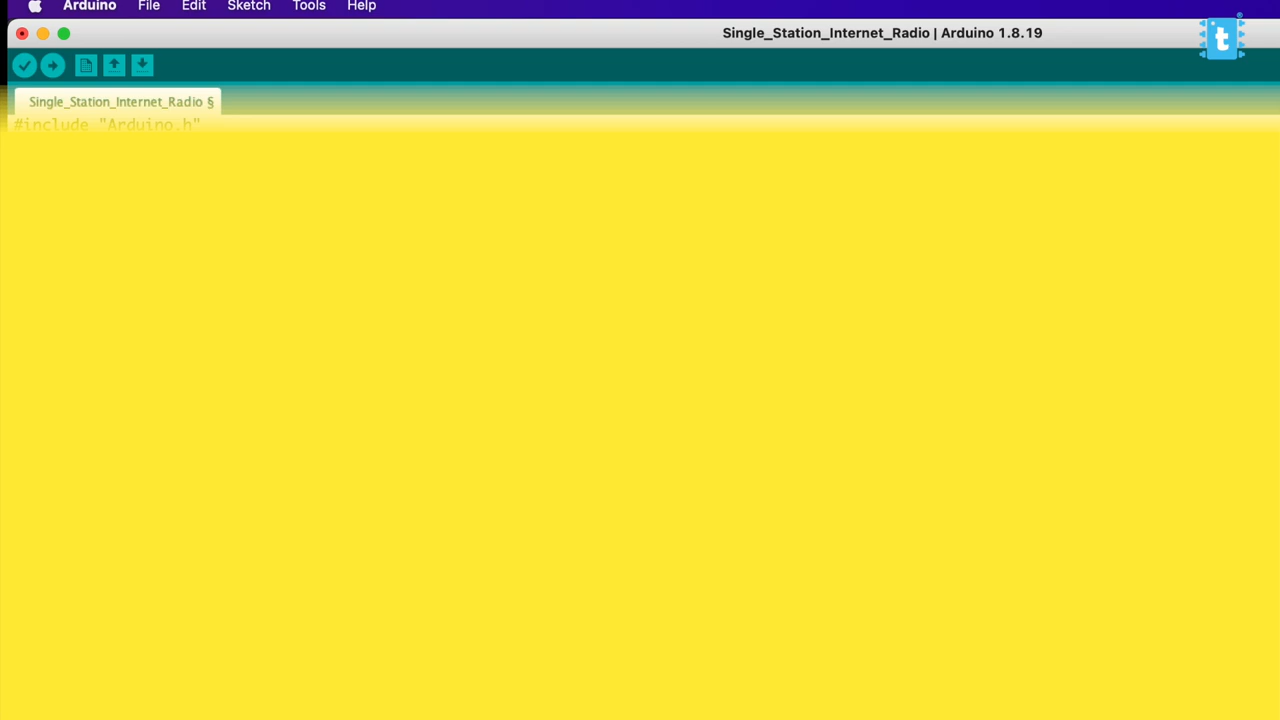 Arduino File Edit Sketch Tools Help
Single_Station_Internet_Radio | Arduino 1.8.19
t ®
Single_Station_Internet_Radio §
#include "Arduino.h"